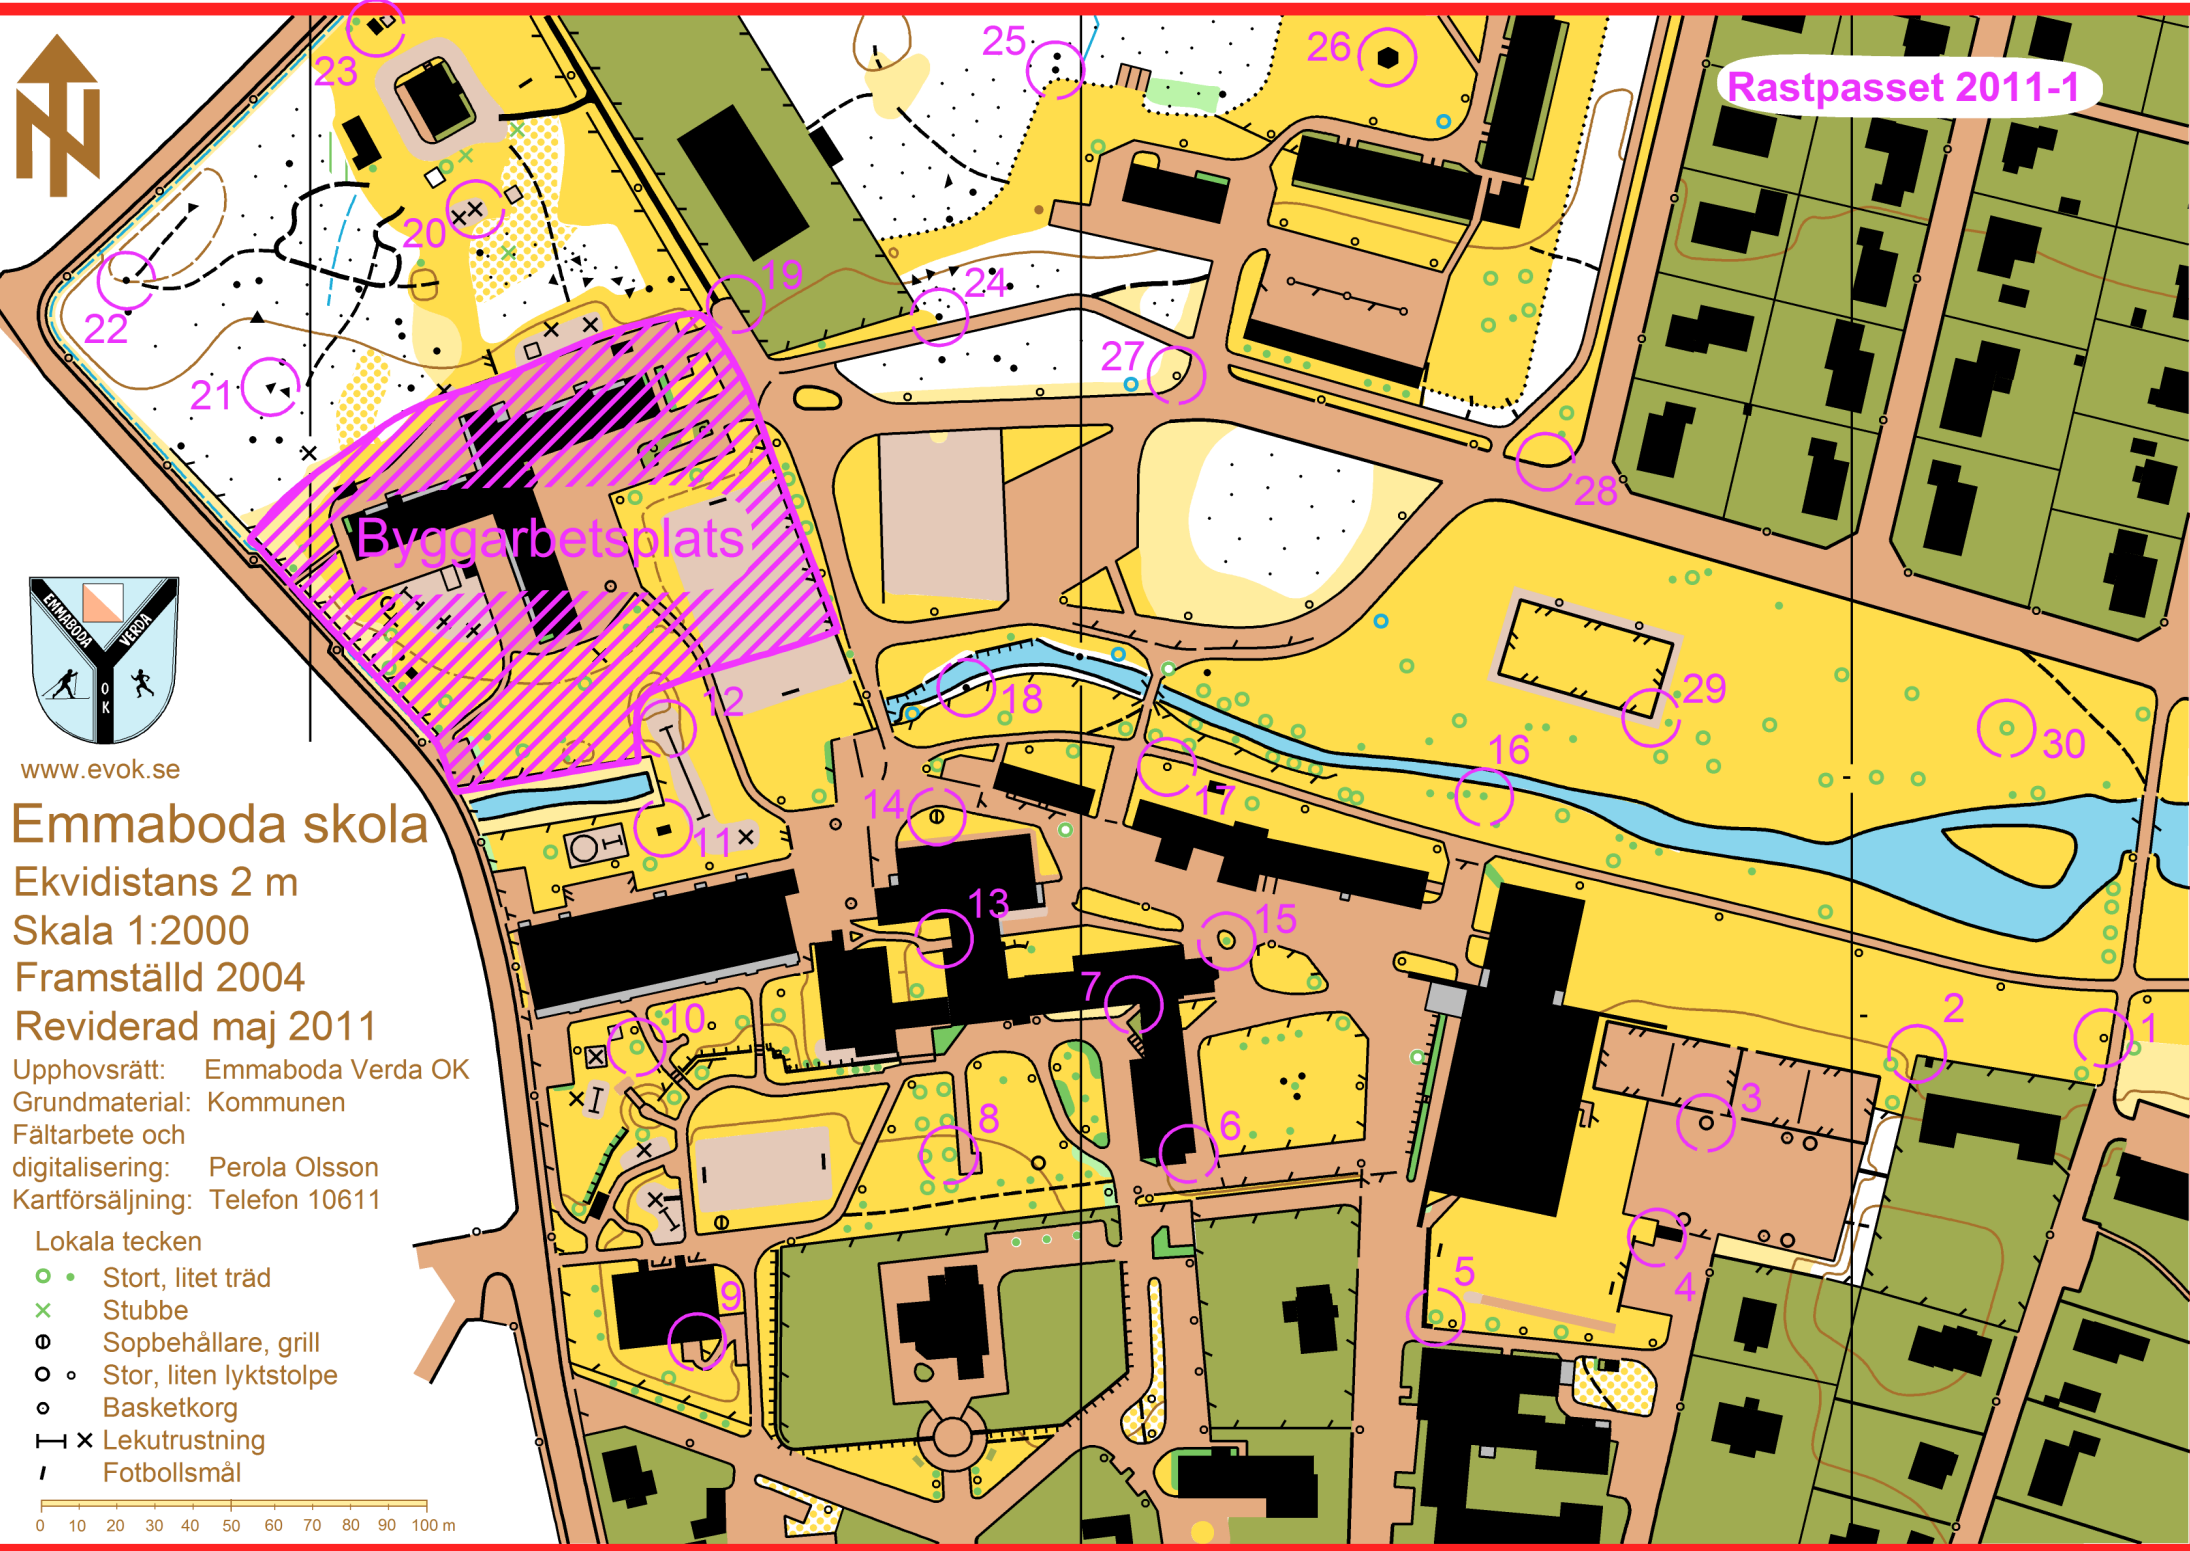 Rastpasset 2011-1
N
23
25
26
20
19
24
22
21
27
28
Byggarbetsplats
EMMABODA
VERDA
O
K
www.evok.se
12
18
29
30
16
17
14
11
13
15
7
10
2
1
3
8
6
4
5
9
Emmaboda skola
Ekvidistans 2 m
Skala 1:2000
Framställd 2004
Reviderad maj 2011
Upphovsrätt: Emmaboda Verda OK
Grundmaterial: Kommunen
Fältarbete och
digitalisering: Perola Olsson
Kartförsäljning: Telefon 10611
Lokala tecken
Stort, litet träd
Stubbe
Sopbehållare, grill
Stor, liten lyktstolpe
Basketkorg
Lekutrustning
Fotbollsmål
0 10 20 30 40 50 60 70 80 90 100 m